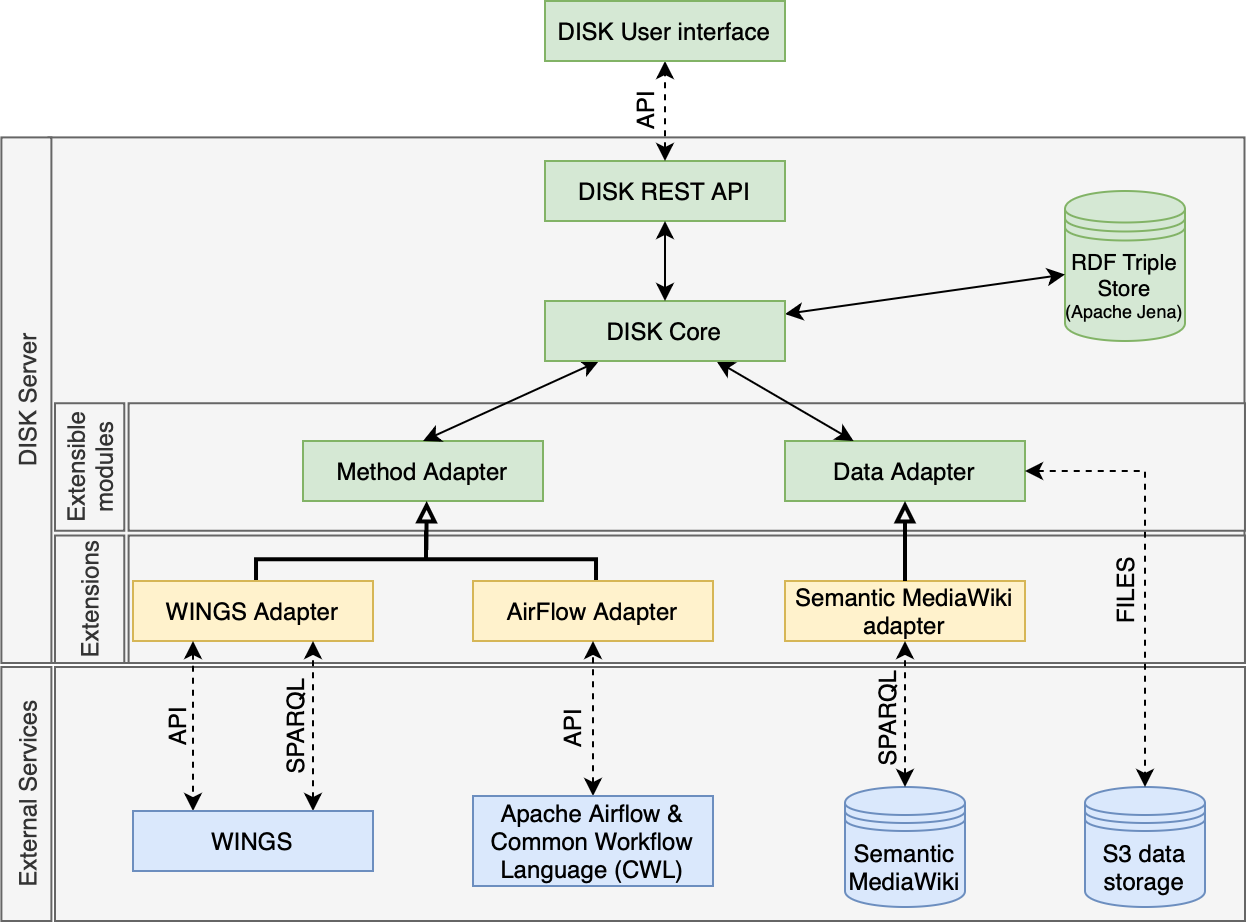 DISK User interface
API
DISK Server
DISK REST API
RDF Triple
Store
(Apache Jena)
DISK Core
Extensible
modules
Method Adapter
Data Adapter
Extensions
WINGS Adapter
AirFlow Adapter
Semantic MediaWiki
adapter
FILES
External Services
API
SPARQL
API
SPARQL
WINGS
Apache Airflow &
Common Workflow
Language (CWL)
Semantic
MediaWiki
S3 data
storage